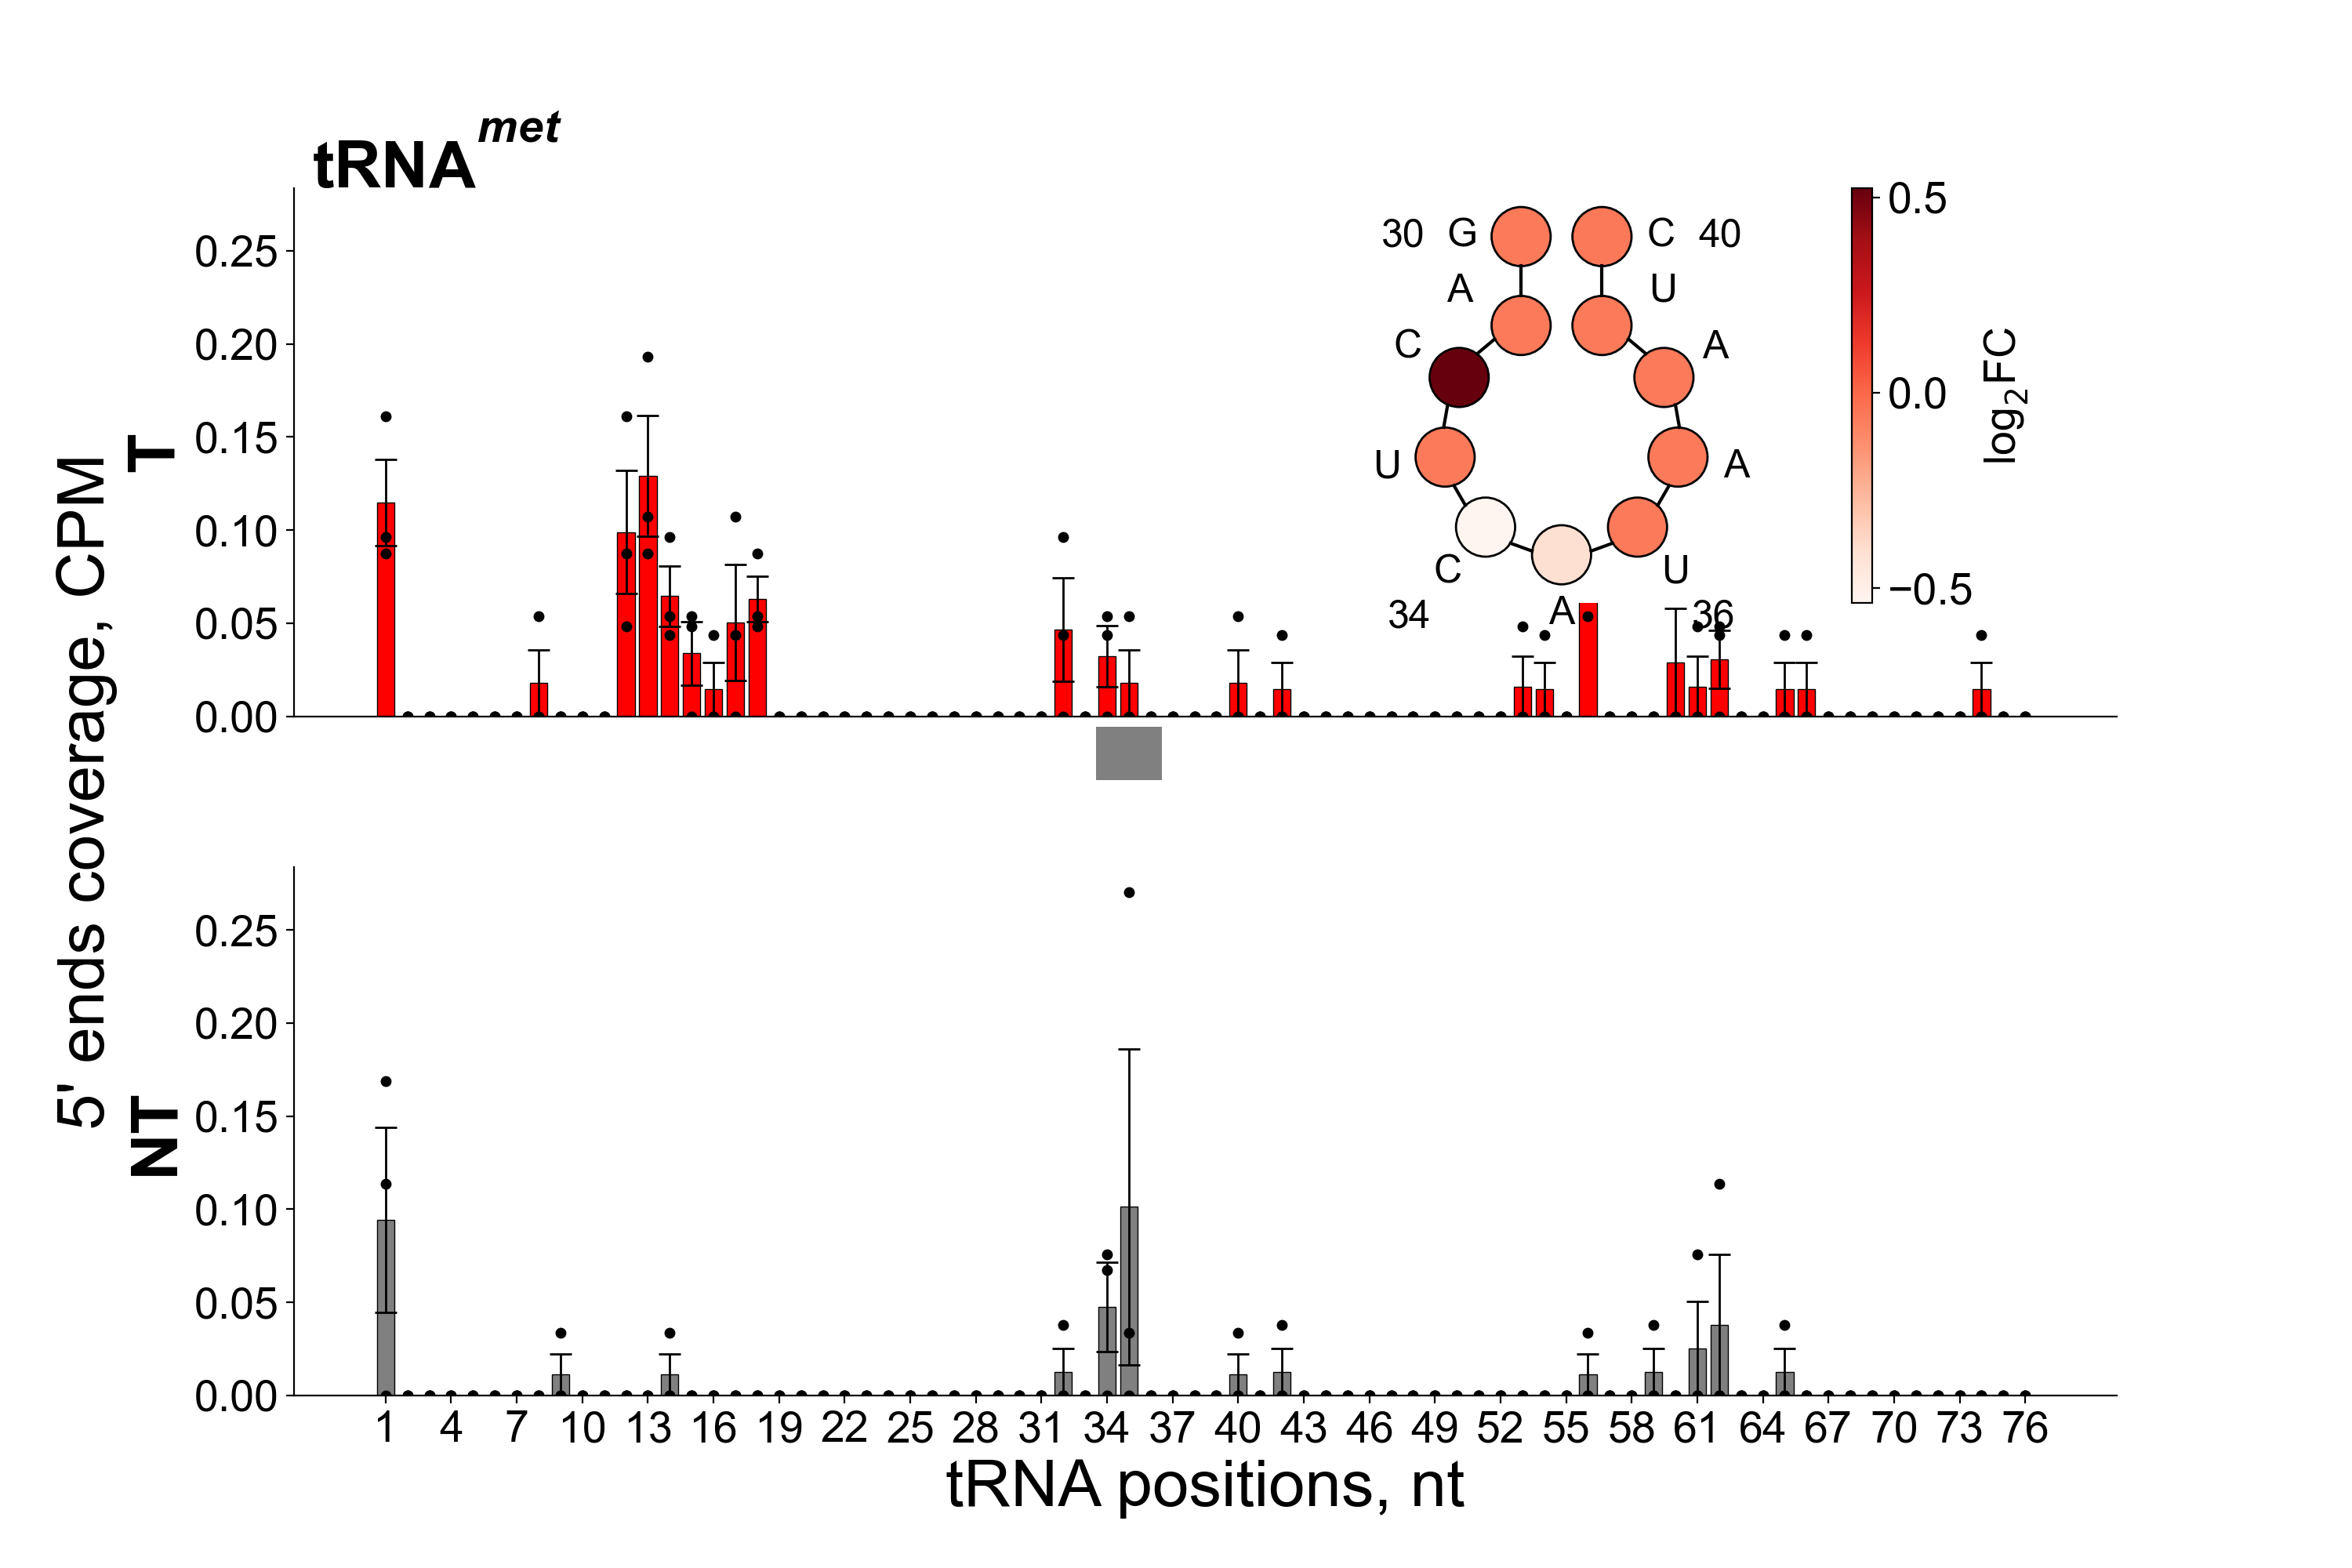 tRNA^met
5' ends coverage, CPM
T
0.25
0.20
0.15
0.10
0.05
0.00
30 G C 40
A U
C A
U A
C U
34 A 36
0.5
0.0
−0.5
log₂FC
NT
0.25
0.20
0.15
0.10
0.05
0.00
1 4 7 10 13 16 19 22 25 28 31 34 37 40 43 46 49 52 55 58 61 64 67 70 73 76
tRNA positions, nt